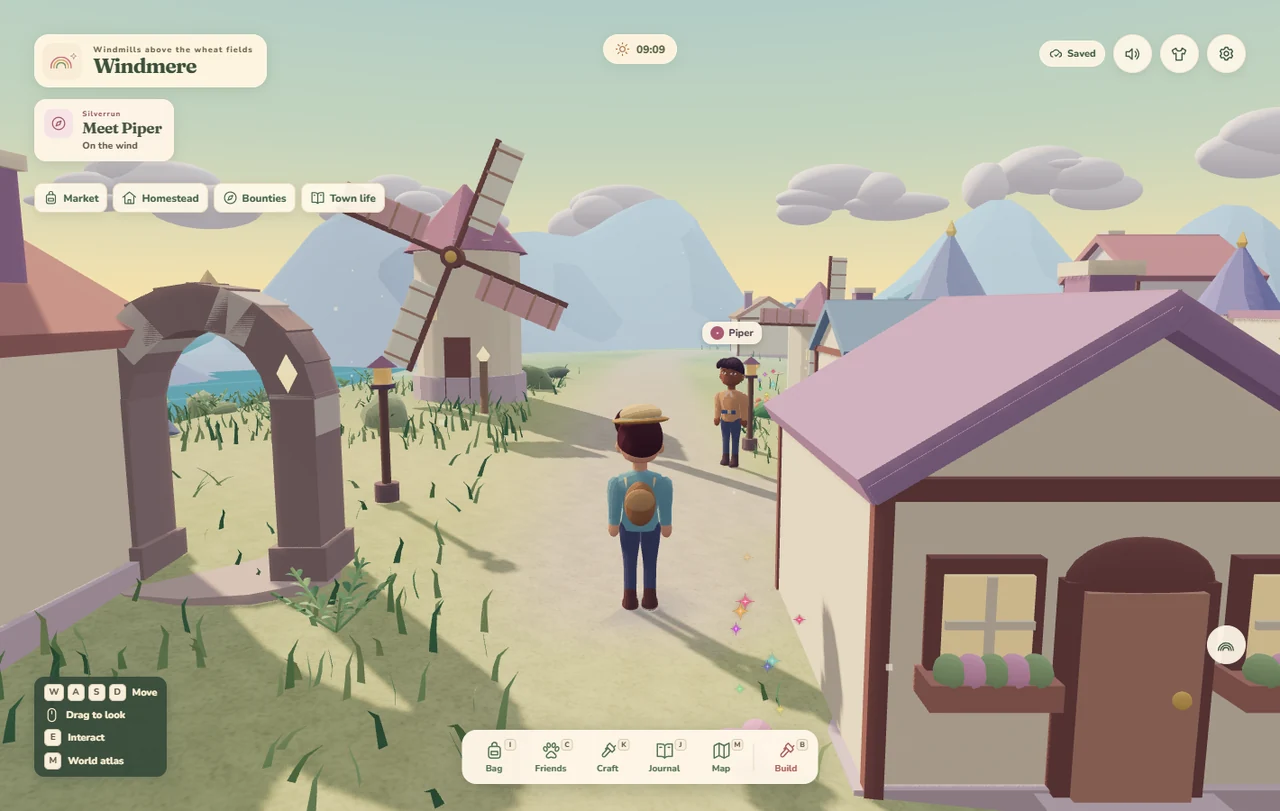 Windmills above the wheat fields
Windmere
09:09
Saved
Silverrun
Meet Piper
On the wind
Market
Homestead
Bounties
Town life
Piper
W A S D Move
Drag to look
E Interact
M World atlas
I
Bag
C
Friends
K
Craft
J
Journal
M
Map
B
Build